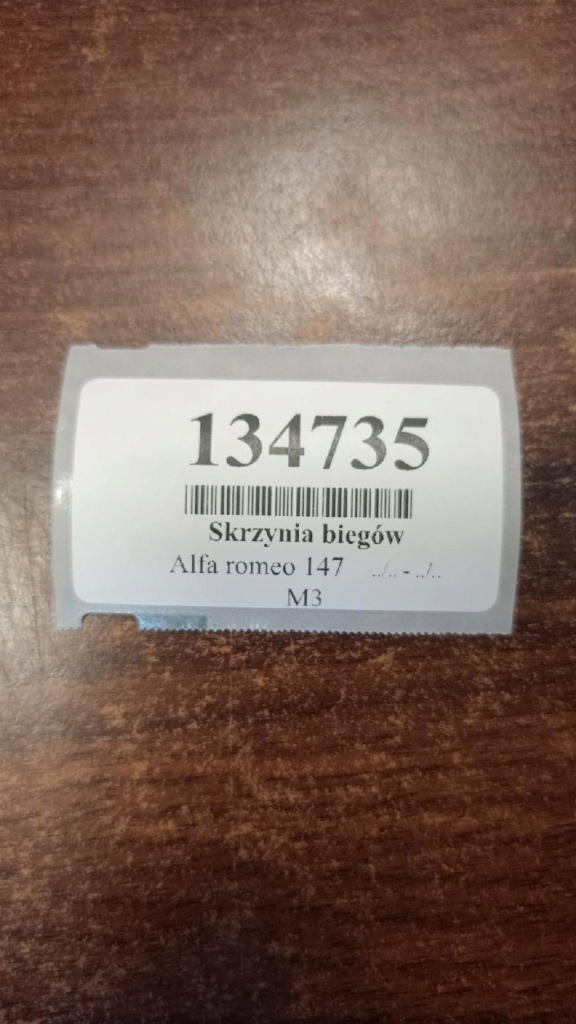 134735
Skrzynia biegów
Alfa romeo 147 ../.. - ../..
M3